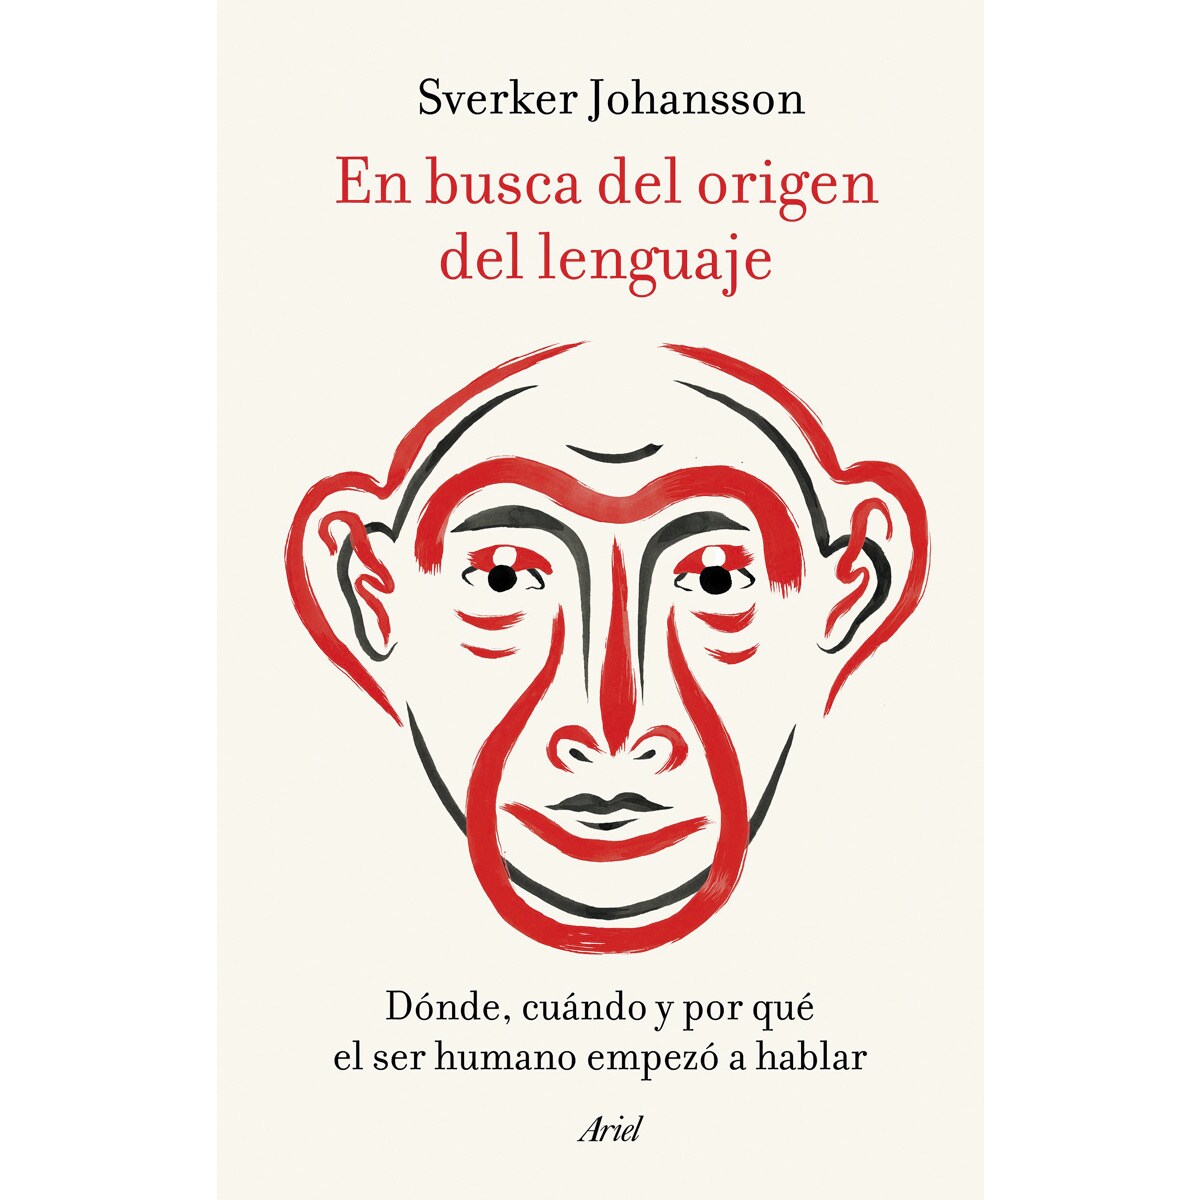 Sverker Johansson
En busca del origen
del lenguaje
Dónde, cuándo y por qué
el ser humano empezó a hablar
Ariel